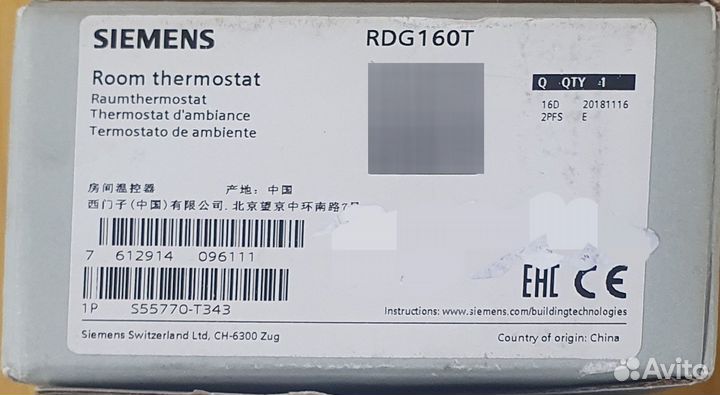 SIEMENS
RDG160T
Room thermostat
Raumthermostat
Thermostat d'ambiance
Termostato de ambiente
Q QTY 1
16D 20181116
2PFS E
房间温控器 产地: 中国
西门子(中国)有限公司. 北京望京中环南路7号
7 612914 096111
1P S55770-T343
EAC CE
Instructions: www.siemens.com/buildingtechnologies
Siemens Switzerland Ltd, CH-6300 Zug
Country of origin: China
Avito